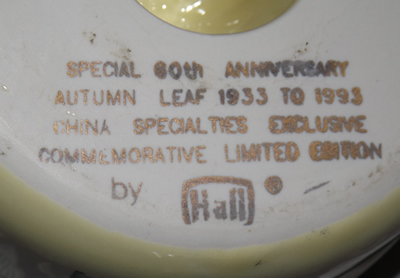 SPECIAL 60th ANNIVERSARY
AUTUMN LEAF 1933 TO 1993
CHINA SPECIALTIES EXCLUSIVE
COMMEMORATIVE LIMITED EDITION
by Hall ®